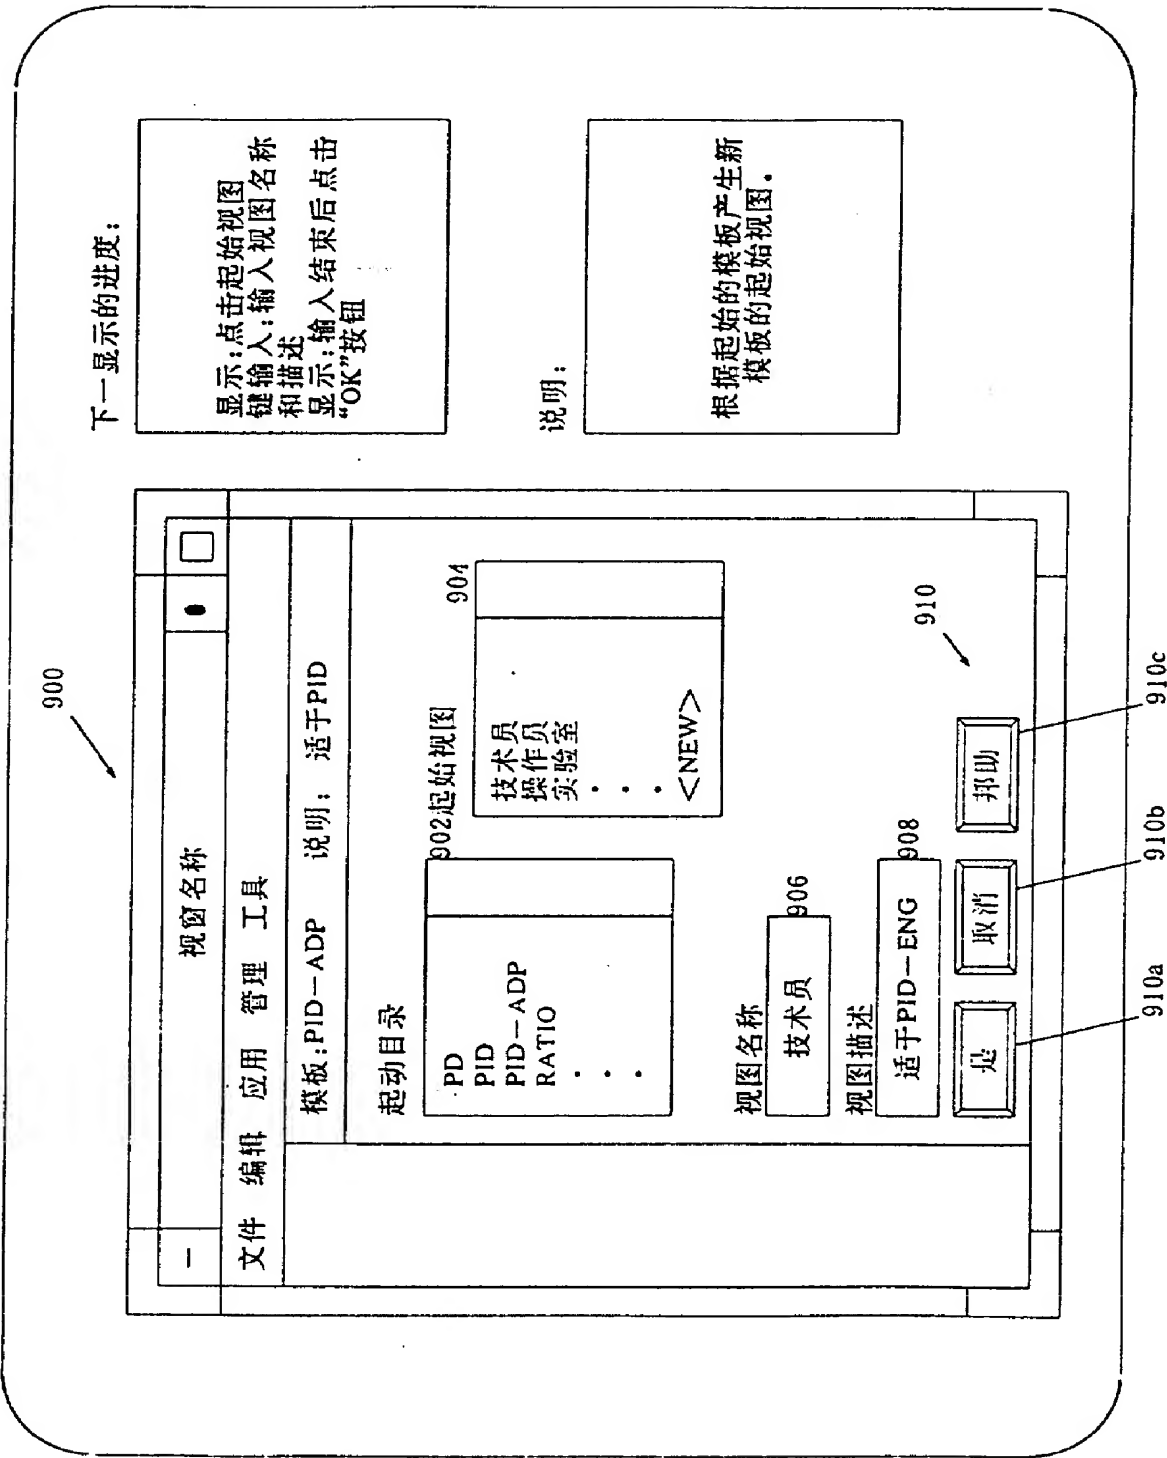 900
视窗名称
文件 编辑 应用 管理 工具
模板:PID-ADP 说明: 适于PID
起动目录
902起始视图
904
PD
PID
PID-ADP
RATIO
技术员
操作员
实验室
<NEW>
视图名称
技术员
906
视图描述
适于PID-ENG
908
910
是
取消
帮助
910a
910b
910c
下一显示的进度:
显示:点击起始视图
键输入:输入视图名称
和描述
显示:输入结束后点击
“OK”按钮
说明:
根据起始的模板产生新
模板的起始视图.